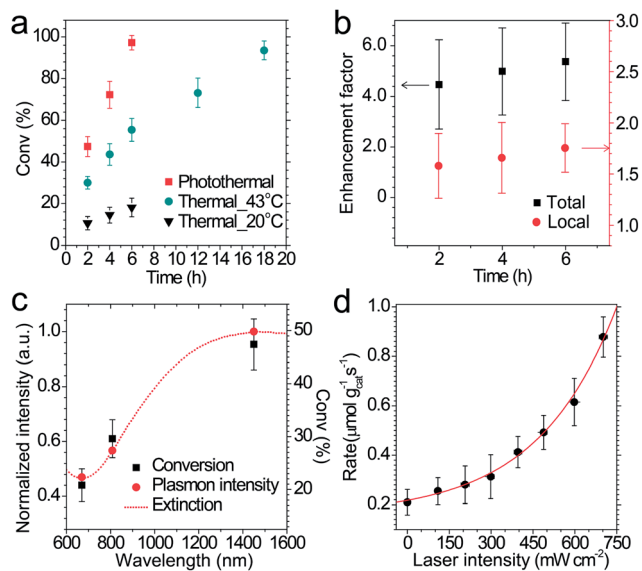 a
100
80
60
40
20
0
Conv (%)
Photothermal
Thermal_43°C
Thermal_20°C
0 2 4 6 8 10 12 14 16 18 20
Time (h)
b
6.0
4.0
2.0
0
Enhancement factor
3.0
2.5
2.0
1.5
1.0
Total
Local
2 4 6
Time (h)
c
1.0
0.8
0.6
0.4
Normalized intensity (a.u.)
50
40
30
20
Conv (%)
Conversion
Plasmon intensity
Extinction
600 800 1000 1200 1400 1600
Wavelength (nm)
d
1.0
0.8
0.6
0.4
0.2
Rate(μmol g⁻¹cat s⁻¹)
0 150 300 450 600 750
Laser intensity (mW cm⁻²)